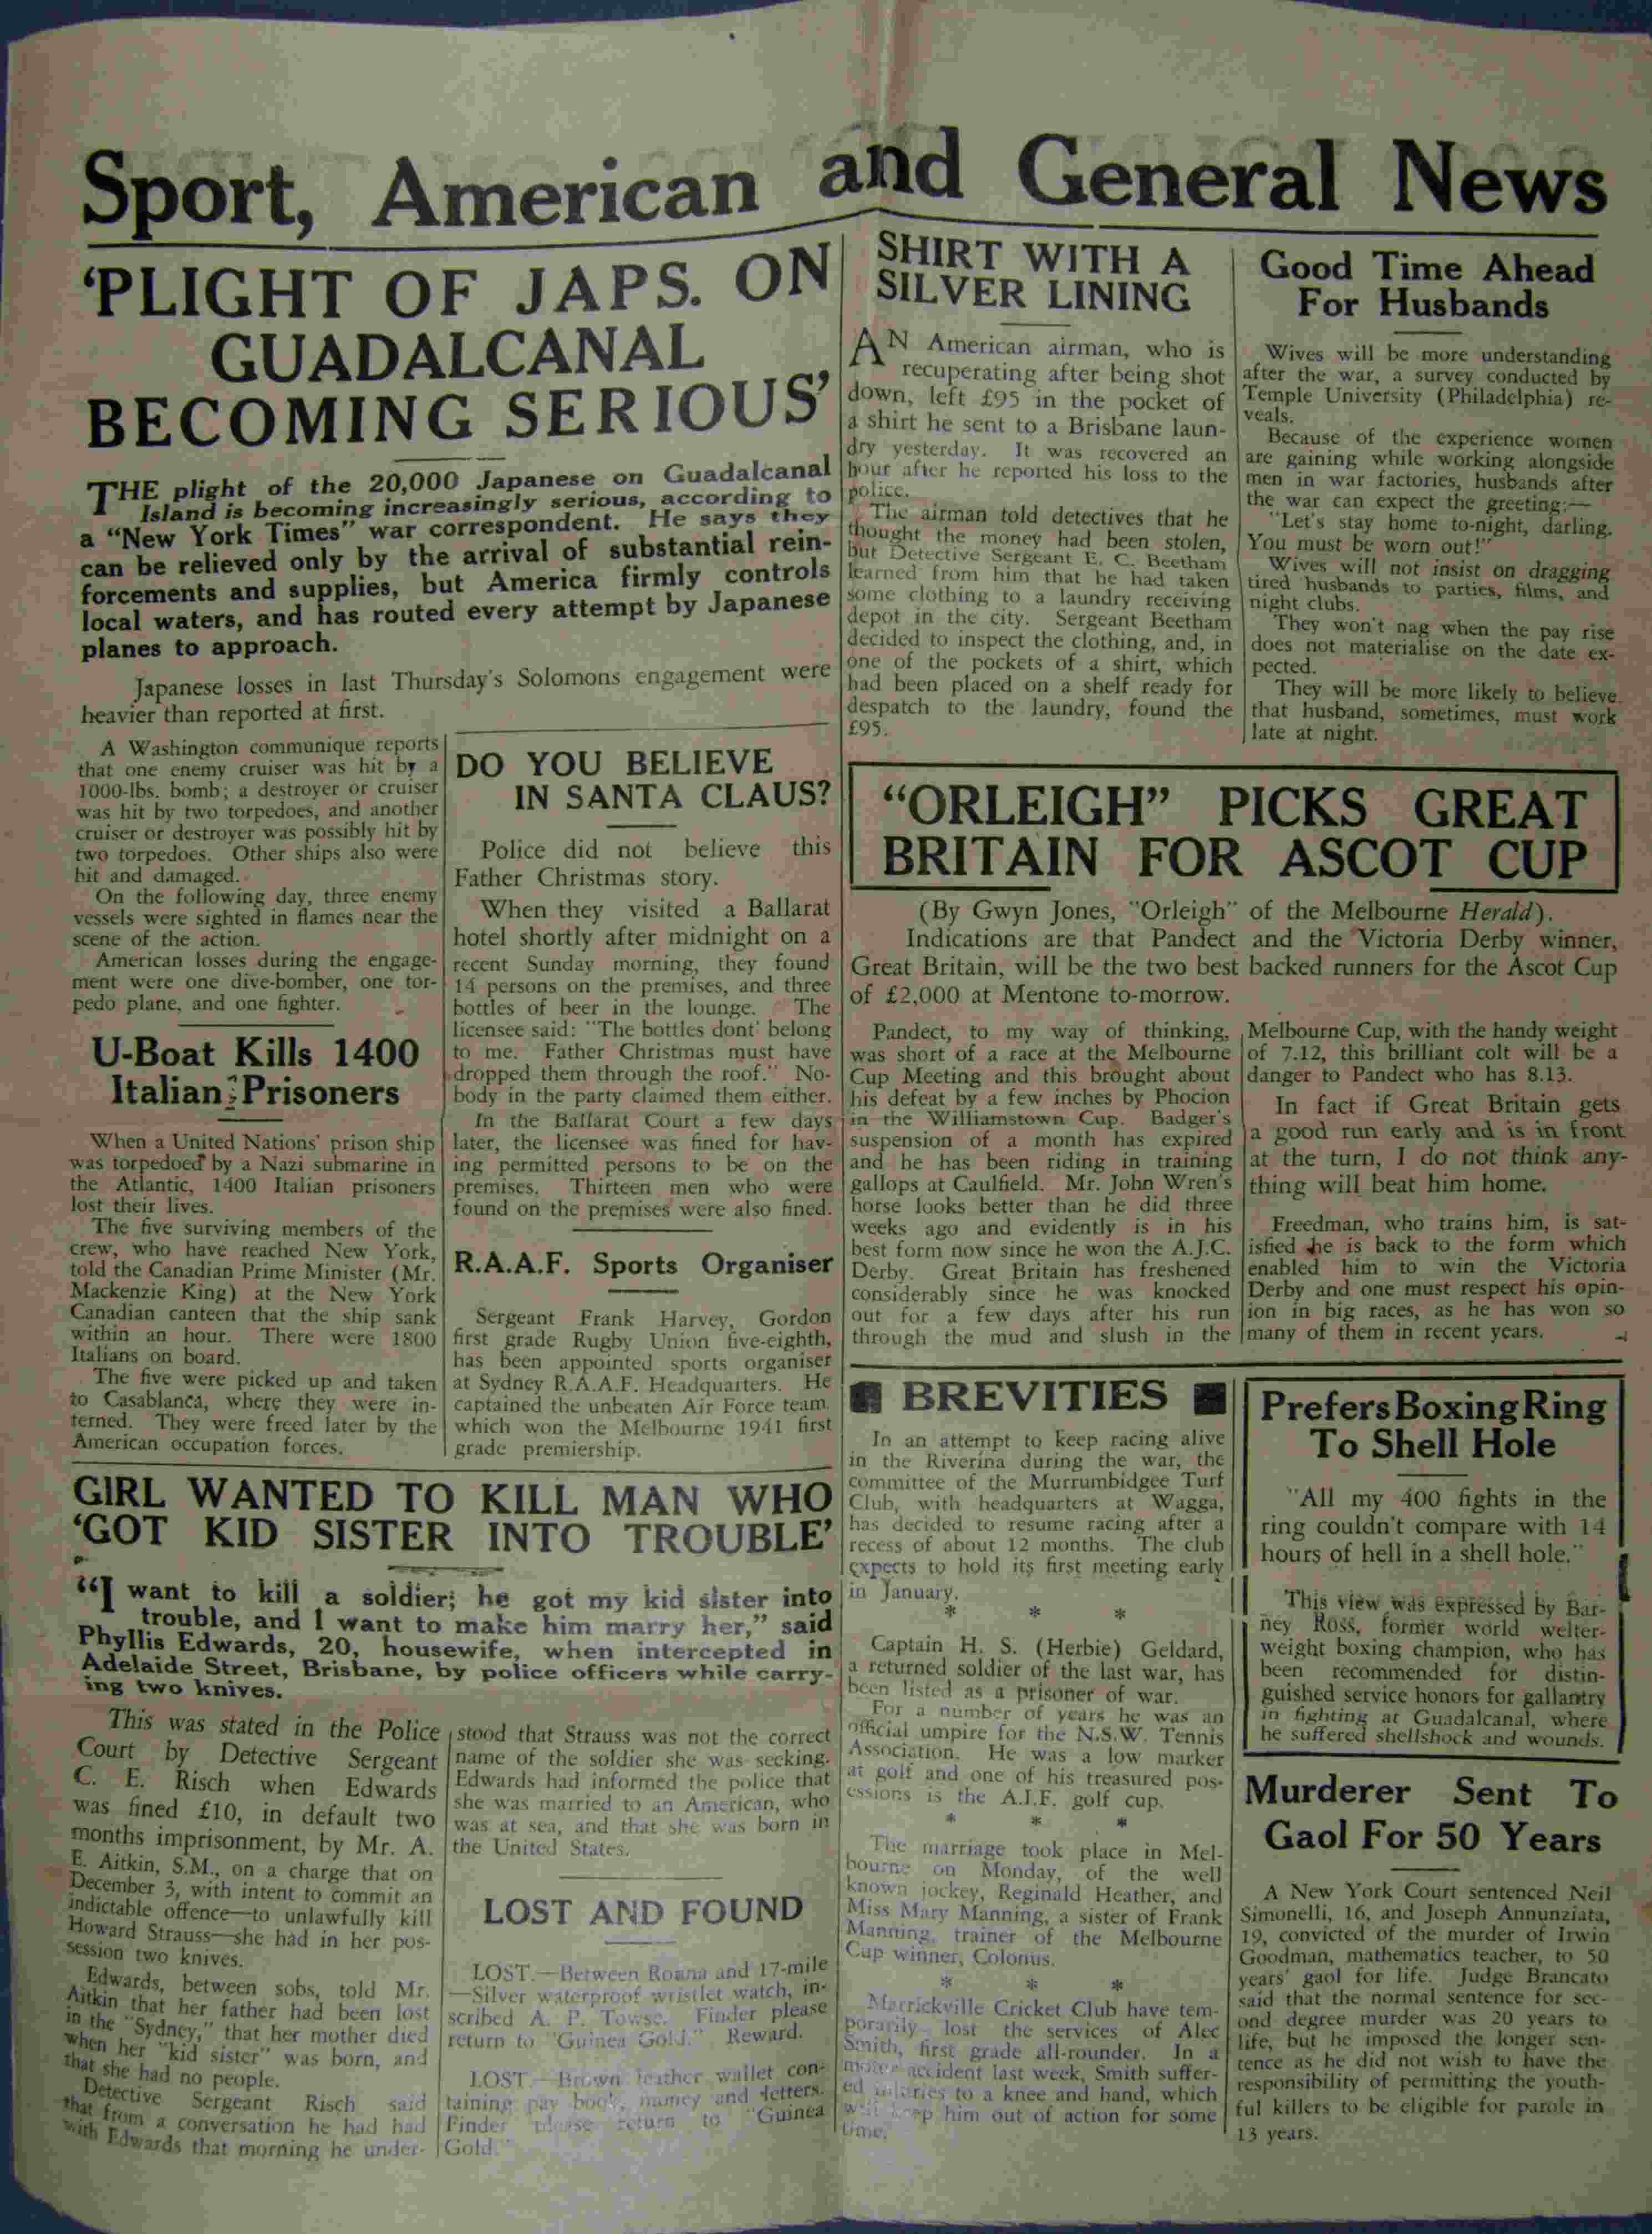 Sport, American and General News
'PLIGHT OF JAPS. ON
GUADALCANAL
BECOMING SERIOUS'
THE plight of the 20,000 Japanese on Guadalcanal
Island is becoming increasingly serious, according to
a "New York Times" war correspondent. He says they
can be relieved only by the arrival of substantial rein-
forcements and supplies, but America firmly controls
local waters, and has routed every attempt by Japanese
planes to approach.
Japanese losses in last Thursday's Solomons engagement were
heavier than reported at first.
A Washington communique reports
that one enemy cruiser was hit by a
1000-lbs. bomb; a destroyer or cruiser
was hit by two torpedoes, and another
cruiser or destroyer was possibly hit by
two torpedoes. Other ships also were
hit and damaged.
On the following day, three enemy
vessels were sighted in flames near the
scene of the action.
American losses during the engage-
ment were one dive-bomber, one tor-
pedo plane, and one fighter.
U-Boat Kills 1400
Italian Prisoners
When a United Nations' prison ship
was torpedoed by a Nazi submarine in
the Atlantic, 1400 Italian prisoners
lost their lives.
The five surviving members of the
crew, who have reached New York,
told the Canadian Prime Minister (Mr.
Mackenzie King) at the New York
Canadian canteen that the ship sank
within an hour. There were 1800
Italians on board.
The five were picked up and taken
to Casablanca, where they were in-
terned. They were freed later by the
American occupation forces.
DO YOU BELIEVE
IN SANTA CLAUS?
Police did not believe this
Father Christmas story.
When they visited a Ballarat
hotel shortly after midnight on a
recent Sunday morning, they found
14 persons on the premises, and three
bottles of beer in the lounge. The
licensee said: "The bottles dont' belong
to me. Father Christmas must have
dropped them through the roof." No-
body in the party claimed them either.
In the Ballarat Court a few days
later, the licensee was fined for hav-
ing permitted persons to be on the
premises. Thirteen men who were
found on the premises were also fined.
R.A.A.F. Sports Organiser
Sergeant Frank Harvey, Gordon
first grade Rugby Union five-eighth,
has been appointed sports organiser
at Sydney R.A.A.F. Headquarters. He
captained the unbeaten Air Force team,
which won the Melbourne 1941 first
grade premiership.
GIRL WANTED TO KILL MAN WHO
'GOT KID SISTER INTO TROUBLE'
"I want to kill a soldier; he got my kid sister into
trouble, and I want to make him marry her," said
Phyllis Edwards, 20, housewife, when intercepted in
Adelaide Street, Brisbane, by police officers while carry-
ing two knives.
This was stated in the Police
Court by Detective Sergeant
C. E. Risch when Edwards
was fined £10, in default two
months imprisonment, by Mr. A.
E. Aitkin, S.M., on a charge that on
December 3, with intent to commit an
indictable offence—to unlawfully kill
Howard Strauss—she had in her pos-
session two knives.
Edwards, between sobs, told Mr.
Aitkin that her father had been lost
in the "Sydney," that her mother died
when her "kid sister" was born, and
that she had no people.
Detective Sergeant Risch said
that from a conversation he had had
with Edwards that morning he under-
stood that Strauss was not the correct
name of the soldier she was seeking.
Edwards had informed the police that
she was married to an American, who
was at sea, and that she was born in
the United States.
LOST AND FOUND
LOST.—Between Roana and 17-mile
—Silver waterproof wristlet watch, in-
scribed A. P. Towse. Finder please
return to "Guinea Gold." Reward.
LOST.—Brown leather wallet con-
taining pay book, money and letters.
Finder please return to "Guinea
Gold."
SHIRT WITH A
SILVER LINING
AN American airman, who is
recuperating after being shot
down, left £95 in the pocket of
a shirt he sent to a Brisbane laun-
dry yesterday. It was recovered an
hour after he reported his loss to the
police.
The airman told detectives that he
thought the money had been stolen,
but Detective Sergeant E. C. Beetham
learned from him that he had taken
some clothing to a laundry receiving
depot in the city. Sergeant Beetham
decided to inspect the clothing, and, in
one of the pockets of a shirt, which
had been placed on a shelf ready for
despatch to the laundry, found the
£95.
Good Time Ahead
For Husbands
Wives will be more understanding
after the war, a survey conducted by
Temple University (Philadelphia) re-
veals.
Because of the experience women
are gaining while working alongside
men in war factories, husbands after
the war can expect the greeting:—
"Let's stay home to-night, darling.
You must be worn out!"
Wives will not insist on dragging
tired husbands to parties, films, and
night clubs.
They won't nag when the pay rise
does not materialise on the date ex-
pected.
They will be more likely to believe
that husband, sometimes, must work
late at night.
"ORLEIGH" PICKS GREAT
BRITAIN FOR ASCOT CUP
(By Gwyn Jones, "Orleigh" of the Melbourne Herald).
Indications are that Pandect and the Victoria Derby winner,
Great Britain, will be the two best backed runners for the Ascot Cup
of £2,000 at Mentone to-morrow.
Pandect, to my way of thinking,
was short of a race at the Melbourne
Cup Meeting and this brought about
his defeat by a few inches by Phocion
in the Williamstown Cup. Badger's
suspension of a month has expired
and he has been riding in training
gallops at Caulfield. Mr. John Wren's
horse looks better than he did three
weeks ago and evidently is in his
best form now since he won the A.J.C.
Derby. Great Britain has freshened
considerably since he was knocked
out for a few days after his run
through the mud and slush in the
Melbourne Cup, with the handy weight
of 7.12, this brilliant colt will be a
danger to Pandect who has 8.13.
In fact if Great Britain gets
a good run early and is in front
at the turn, I do not think any-
thing will beat him home.
Freedman, who trains him, is sat-
isfied he is back to the form which
enabled him to win the Victoria
Derby and one must respect his opin-
ion in big races, as he has won so
many of them in recent years.
BREVITIES
In an attempt to keep racing alive
in the Riverina during the war, the
committee of the Murrumbidgee Turf
Club, with headquarters at Wagga,
has decided to resume racing after a
recess of about 12 months. The club
expects to hold its first meeting early
in January.
* * *
Captain H. S. (Herbie) Geldard,
a returned soldier of the last war, has
been listed as a prisoner of war.
For a number of years he was an
official umpire for the N.S.W. Tennis
Association. He was a low marker
at golf and one of his treasured pos-
essions is the A.I.F. golf cup.
* * *
The marriage took place in Mel-
bourne on Monday, of the well
known jockey, Reginald Heather, and
Miss Mary Manning, a sister of Frank
Manning, trainer of the Melbourne
Cup winner, Colonus.
* * *
Marrickville Cricket Club have tem-
porarily lost the services of Alec
Smith, first grade all-rounder. In a
motor accident last week, Smith suffer-
ed injuries to a knee and hand, which
will keep him out of action for some
time.
Prefers Boxing Ring
To Shell Hole
"All my 400 fights in the
ring couldn't compare with 14
hours of hell in a shell hole."
This view was expressed by Bar-
ney Ross, former world welter-
weight boxing champion, who has
been recommended for distin-
guished service honors for gallantry
in fighting at Guadalcanal, where
he suffered shellshock and wounds.
Murderer Sent To
Gaol For 50 Years
A New York Court sentenced Neil
Simonelli, 16, and Joseph Annunziata,
19, convicted of the murder of Irwin
Goodman, mathematics teacher, to 50
years' gaol for life. Judge Brancato
said that the normal sentence for sec-
ond degree murder was 20 years to
life, but he imposed the longer sen-
tence as he did not wish to have the
responsibility of permitting the youth-
ful killers to be eligible for parole in
13 years.